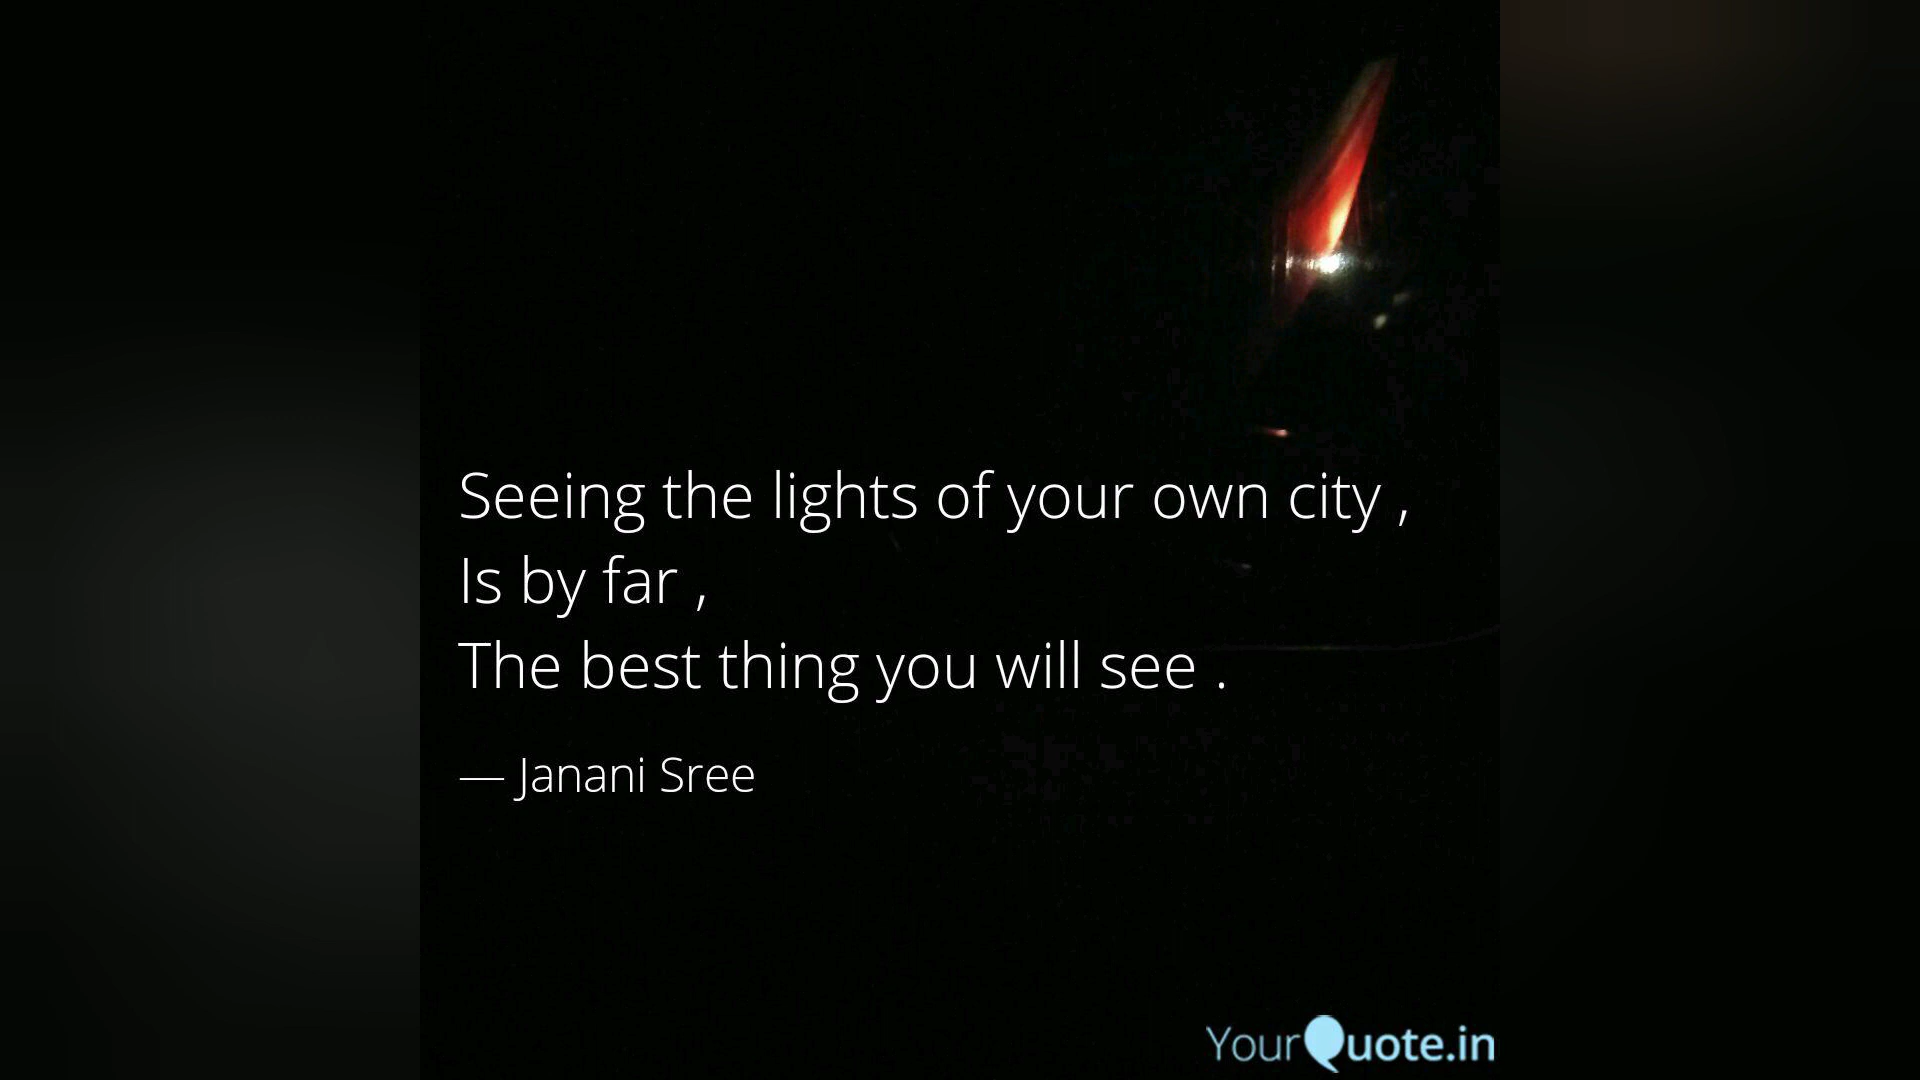 Seeing the lights of your own city ,
Is by far ,
The best thing you will see .
— Janani Sree
YourQuote.in